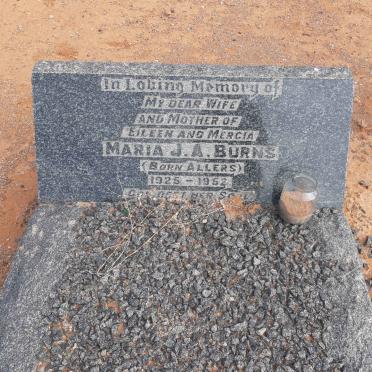 In Loving Memory of
My dear Wife
and Mother of
Eileen and Mercia
Maria J. A. Burns
(Born Allers)
1925 - 1962
her